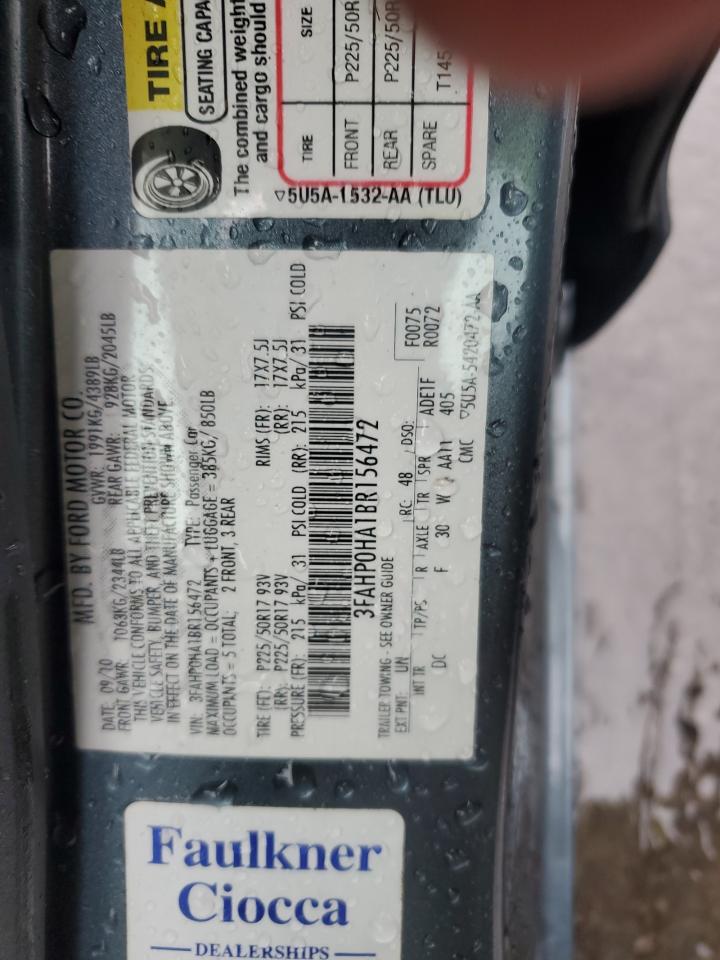 TIRE
SEATING CAPA
The combined weight
and cargo should
TIRE SIZE
FRONT P225/50R
REAR P225/50R
SPARE T145
▽5U5A-1532-AA (TLU)
MFD. BY FORD MOTOR CO.
DATE: 09/10 GVWR: 1991KG/4389LB
FRONT GAWR: 1063KG/2344LB REAR GAWR: 928KG/2045LB
THIS VEHICLE CONFORMS TO ALL APPLICABLE FEDERAL MOTOR
VEHICLE SAFETY, BUMPER, AND THEFT PREVENTION STANDARDS
IN EFFECT ON THE DATE OF MANUFACTURE SHOWN ABOVE.
VIN: 3FAHP0HA1BR156472 TYPE: Passenger Car
MAXIMUM LOAD = OCCUPANTS + LUGGAGE = 385KG/850LB
OCCUPANTS = 5 TOTAL; 2 FRONT, 3 REAR
TIRE (FT): P225/50R17 93V RIMS (FR): 17X7.5J
(RR): P225/50R17 93V (RR): 17X7.5J
PRESSURE (FR): 215 kPa/ 31 PSI COLD (RR): 215 kPa/ 31 PSI COLD
3FAHP0HA1BR156472
TRAILER TOWING - SEE OWNER GUIDE
F0075
R0072
EXT PNT: UN RC: 48 DSO:
INT TR TP/PS R AXLE TR SPR ADE1F
DC F 30 W AA11 405
CMC ▽5U5A-5420472-AA
Faulkner
Ciocca
DEALERSHIPS